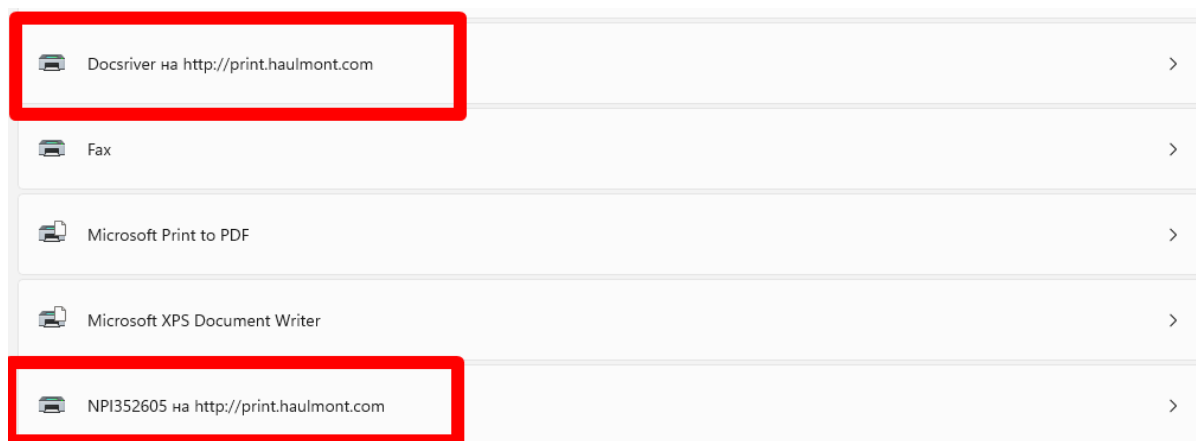 Docsriver на http://print.haulmont.com
Fax
Microsoft Print to PDF
Microsoft XPS Document Writer
NPI352605 на http://print.haulmont.com